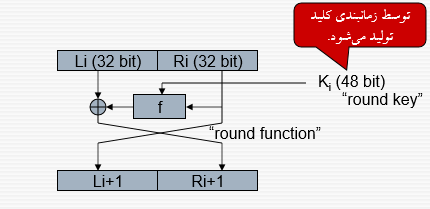 توسط زمانبندی کلید
تولید می‌شود.
Li (32 bit) Ri (32 bit)
f
Ki (48 bit)
“round key”
“round function”
Li+1 Ri+1